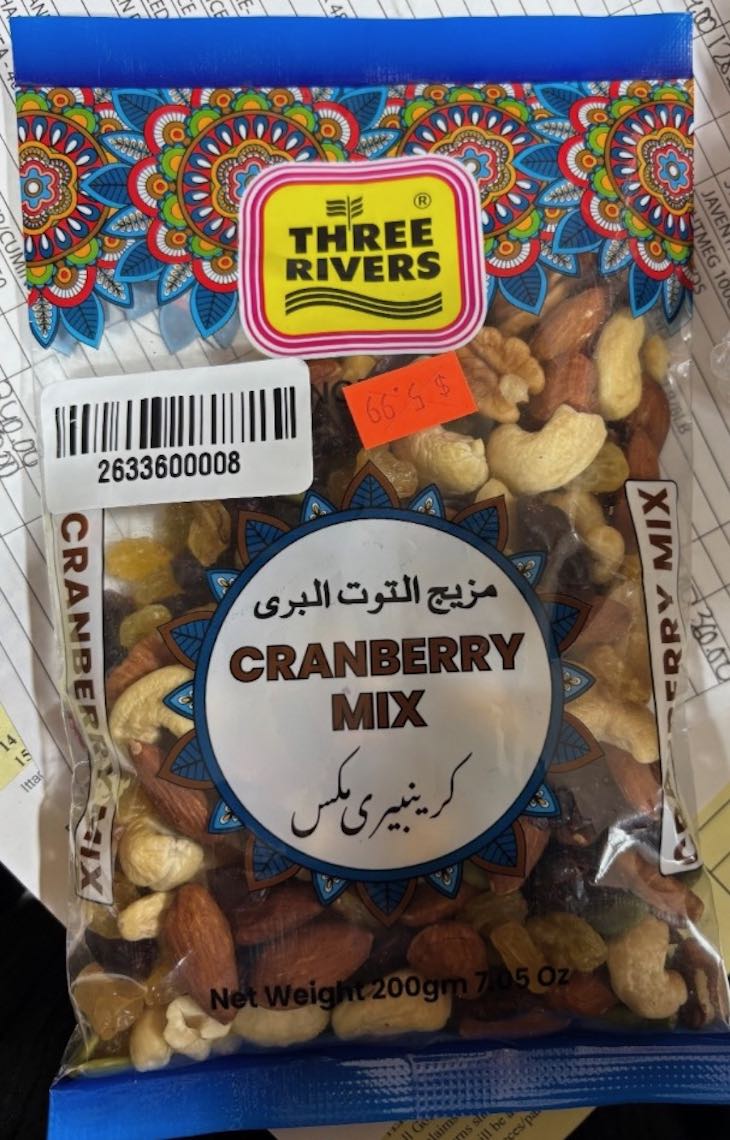 THREE
RIVERS
®
$5.99
2633600008
CRANBERRY MIX
CRANBERRY MIX
مزيج التوت البرى
CRANBERRY
MIX
کرینبیری مکس
Net Weight 200gm 7.05 Oz